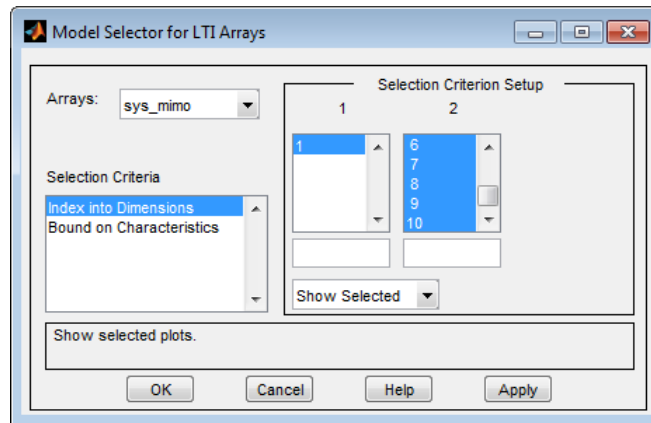 Model Selector for LTI Arrays
Selection Criterion Setup
Arrays: sys_mimo
1 2
1
6
7
8
9
10
Selection Criteria
Index into Dimensions
Bound on Characteristics
Show Selected
Show selected plots.
OK Cancel Help Apply